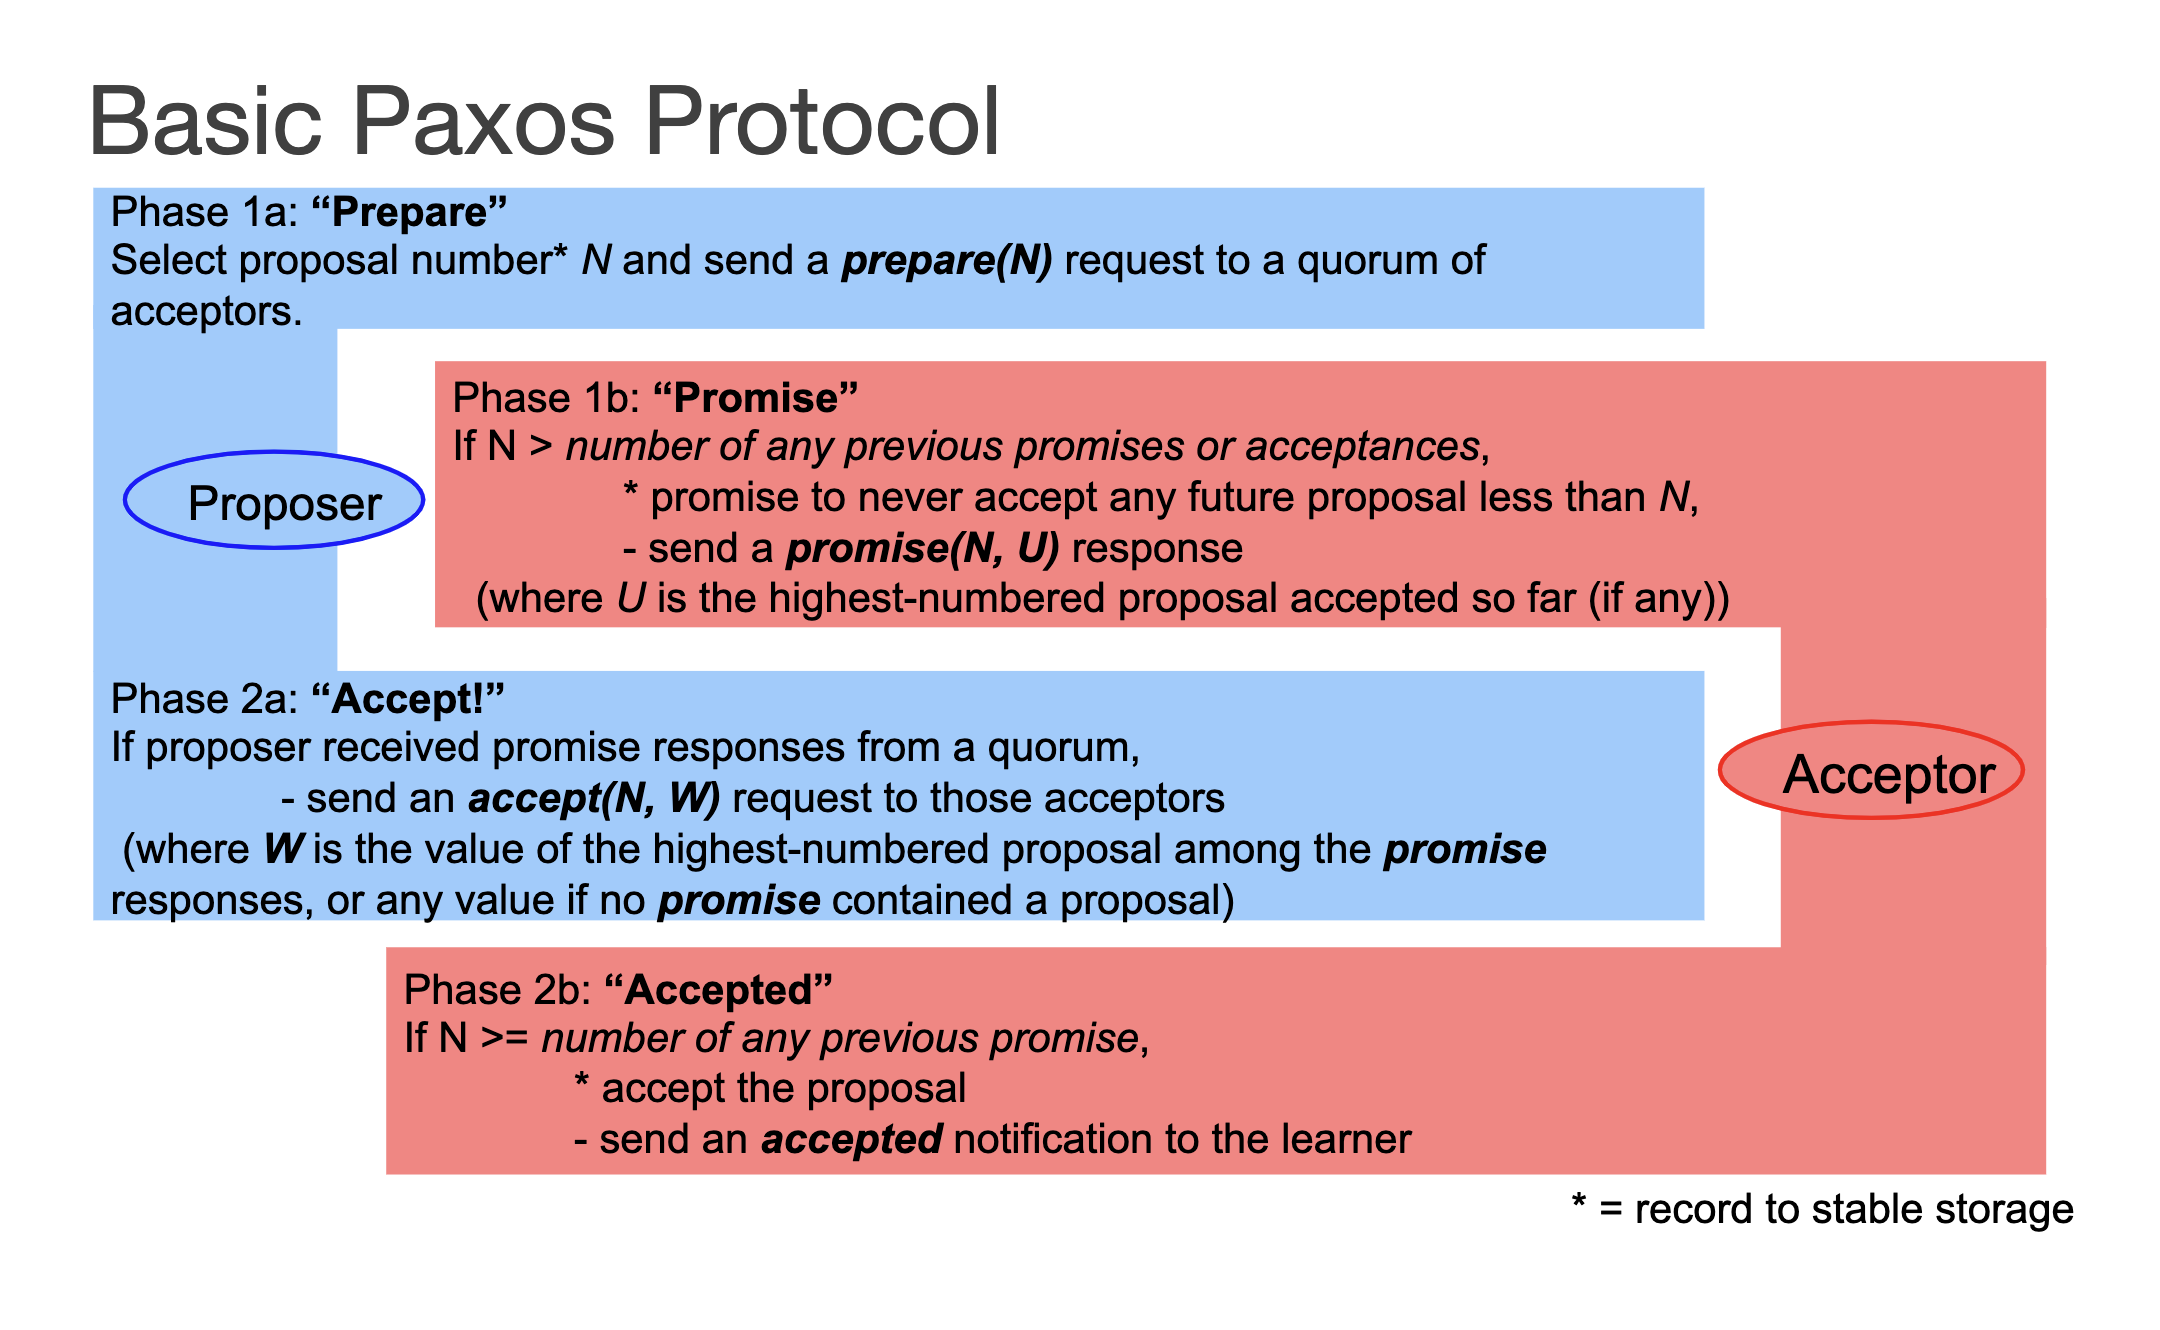 Basic Paxos Protocol
Phase 1a: “Prepare”
Select proposal number* N and send a prepare(N) request to a quorum of
acceptors.
Phase 1b: “Promise”
If N > number of any previous promises or acceptances,
* promise to never accept any future proposal less than N,
- send a promise(N, U) response
(where U is the highest-numbered proposal accepted so far (if any))
Proposer
Phase 2a: “Accept!”
If proposer received promise responses from a quorum,
- send an accept(N, W) request to those acceptors
(where W is the value of the highest-numbered proposal among the promise
responses, or any value if no promise contained a proposal)
Acceptor
Phase 2b: “Accepted”
If N >= number of any previous promise,
* accept the proposal
- send an accepted notification to the learner
* = record to stable storage